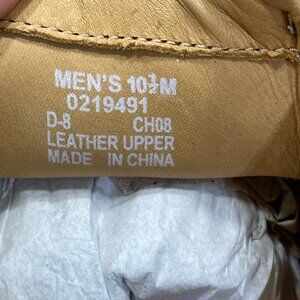 MEN'S 10½M
0219491
D-8 CH08
LEATHER UPPER
MADE IN CHINA